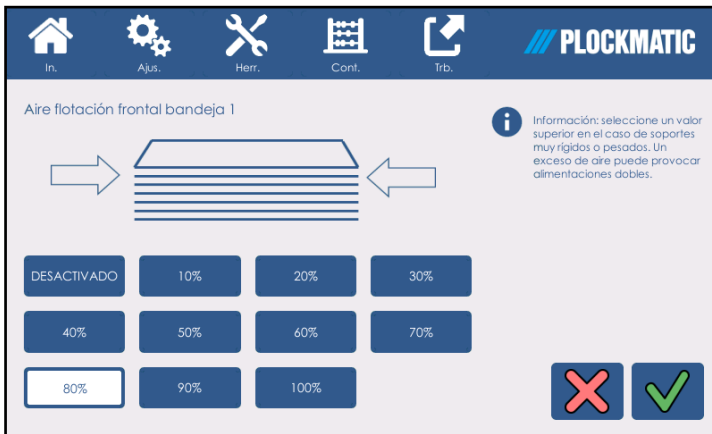 In. Ajus. Herr. Cont. Trb. PLOCKMATIC
Aire flotación frontal bandeja 1
Información: seleccione un valor
superior en el caso de soportes
muy rígidos o pesados. Un
exceso de aire puede provocar
alimentaciones dobles.
DESACTIVADO 10% 20% 30%
40% 50% 60% 70%
80% 90% 100%